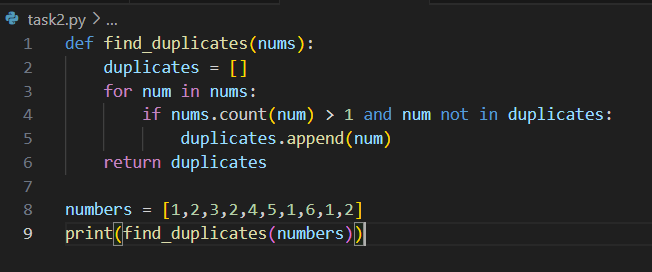 task2.py > ...
1 def find_duplicates(nums):
2     duplicates = []
3     for num in nums:
4         if nums.count(num) > 1 and num not in duplicates:
5             duplicates.append(num)
6     return duplicates
7
8 numbers = [1,2,3,2,4,5,1,6,1,2]
9 print(find_duplicates(numbers))